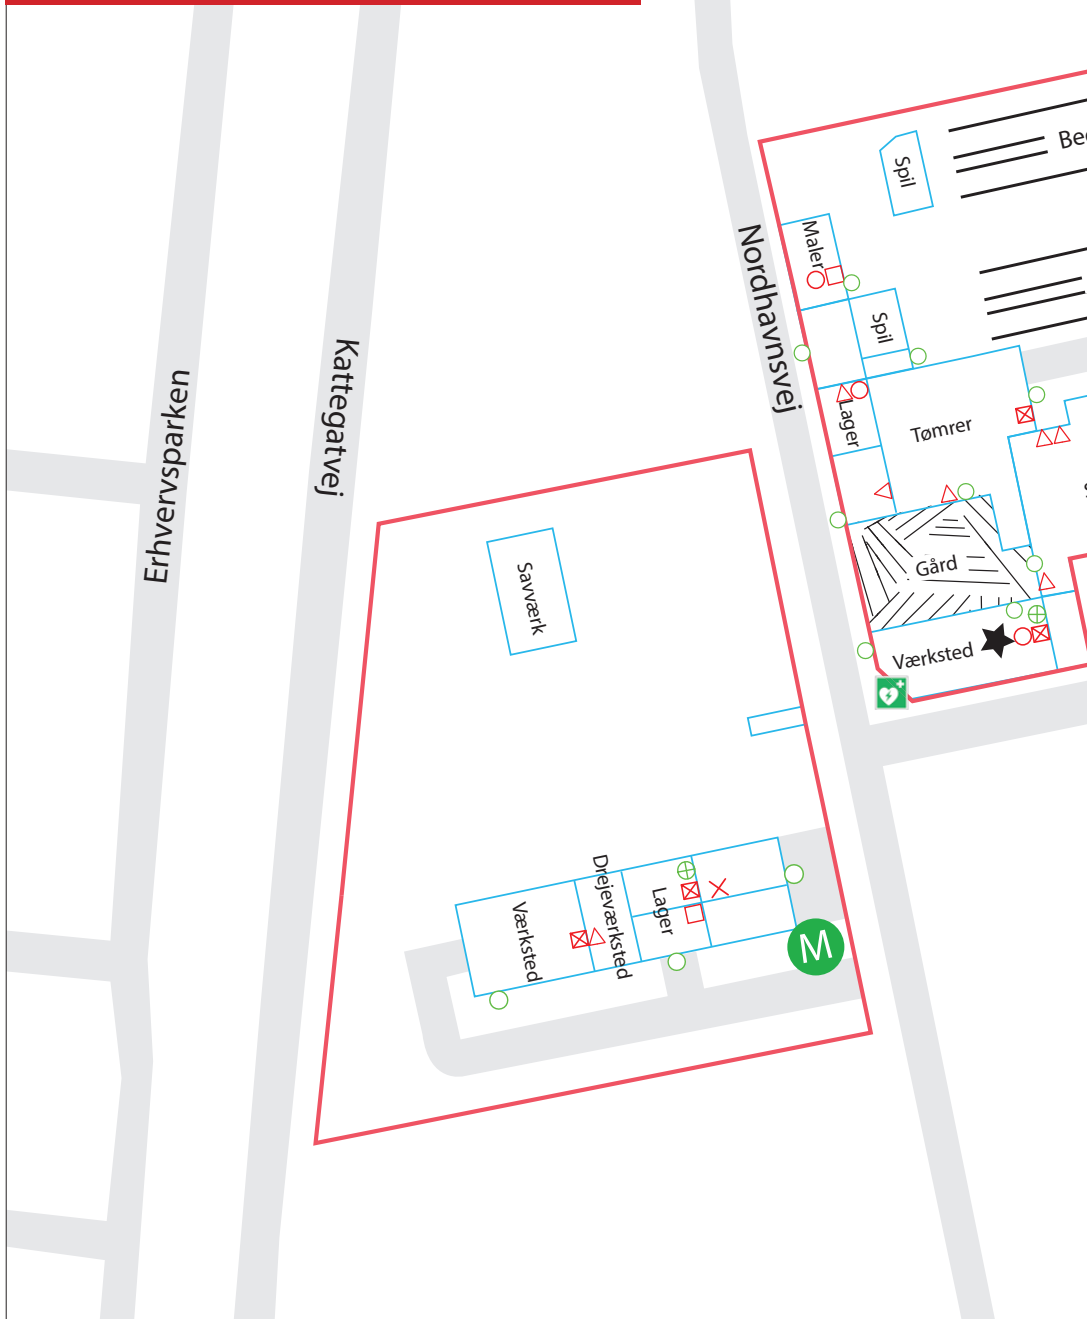 Spil
Maler
Nordhavnsvej
Spil
Kattegatvej
Erhvervsparken
Lager
Tømrer
Gård
Savværk
Værksted
Drejeværksted
Lager
Værksted
M